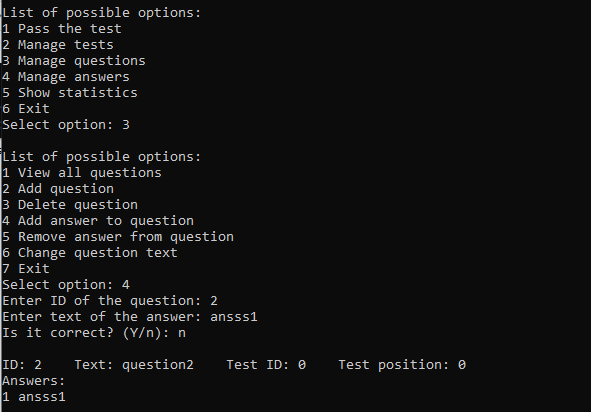 List of possible options:
1 Pass the test
2 Manage tests
3 Manage questions
4 Manage answers
5 Show statistics
6 Exit
Select option: 3
List of possible options:
1 View all questions
2 Add question
3 Delete question
4 Add answer to question
5 Remove answer from question
6 Change question text
7 Exit
Select option: 4
Enter ID of the question: 2
Enter text of the answer: ansss1
Is it correct? (Y/n): n
ID: 2    Text: question2    Test ID: 0    Test position: 0
Answers:
1 ansss1